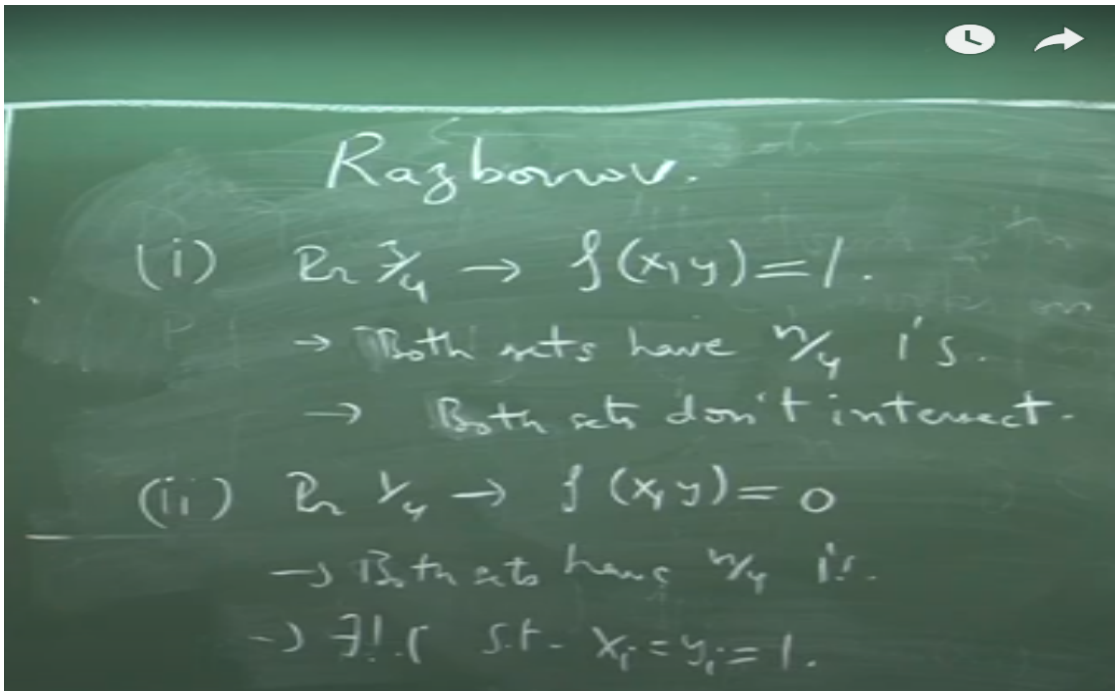 Razborov.
(i) Pr 3/4 → f(x,y)=1.
→ Both sets have n/4 1's.
→ Both sets don't intersect.
(ii) Pr 1/4 → f(x,y)=0
→ Both sets have n/4 1's.
→ ∃! i s.t. xᵢ=yᵢ=1.